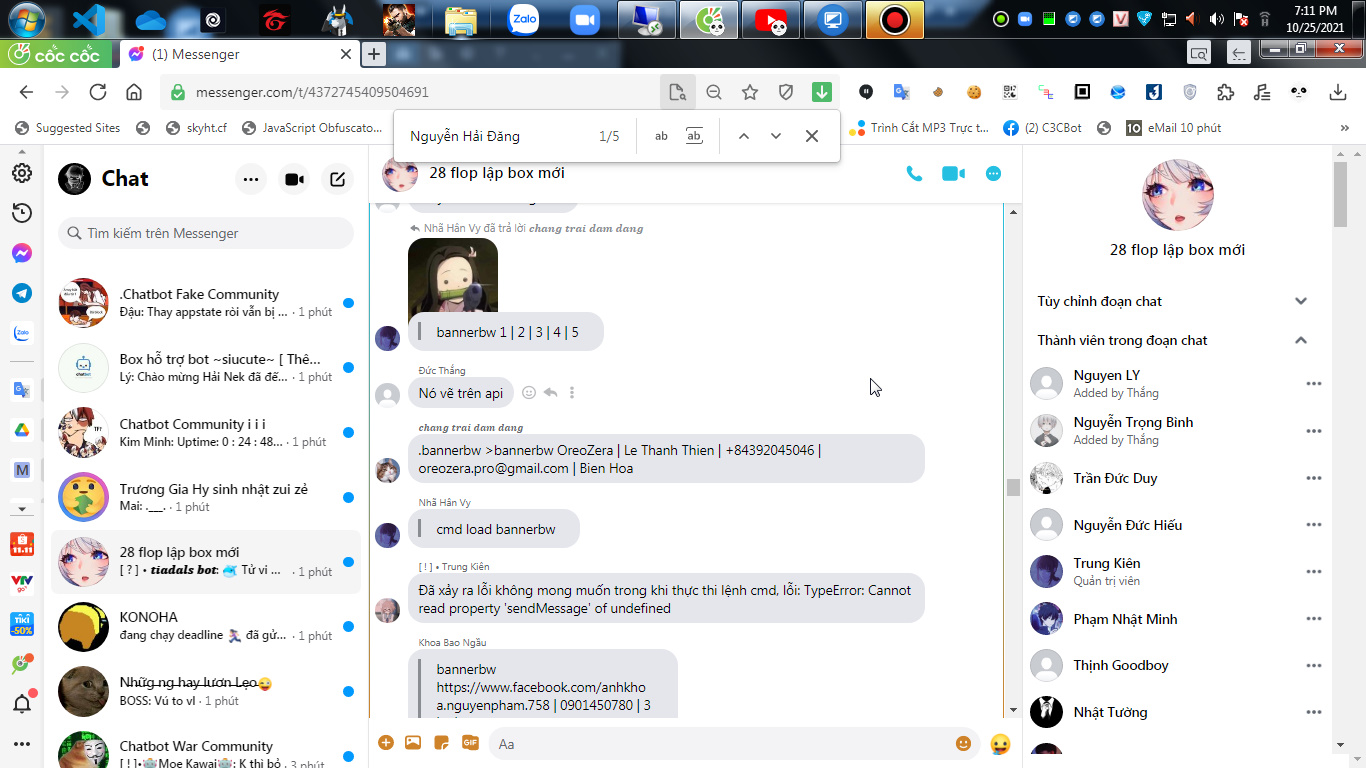 7:11 PM
10/25/2021
cốc cốc
(1) Messenger
messenger.com/t/4372745409504691
Suggested Sites
skyht.cf
JavaScript Obfuscato...
Nguyễn Hải Đăng
1/5
Trình Cắt MP3 Trực t...
(2) C3CBot
10
eMail 10 phút
»
Chat
Tìm kiếm trên Messenger
.Chatbot Fake Community
Đậu: Thay appstate ròi vẫn bị ... · 1 phút
Box hỗ trợ bot ~siucute~ [ Thê...
Lý: Chào mừng Hải Nek đã đế... · 1 phút
Chatbot Community i i i
Kim Minh: Uptime: 0 : 24 : 48... · 1 phút
Trương Gia Hy sinh nhật zui zẻ
Mai: .___. · 1 phút
28 flop lập box mới
[ ? ] • tiadals bot: 🐳 Tử vi ... · 1 phút
KONOHA
đang chạy deadline 🏃🏻‍♀️ đã gử... · 1 phút
Những ng hay lươn Lẹo😜
BOSS: Vú to vl · 1 phút
Chatbot War Community
[ ! ]•🤖Moe Kawai🤖: K thì bỏ · 3 phút
28 flop lập box mới
Nhã Hân Vy đã trả lời chang trai dam dang
bannerbw 1 | 2 | 3 | 4 | 5
Đức Thắng
Nó vẽ trên api
chang trai dam dang
.bannerbw >bannerbw OreoZera | Le Thanh Thien | +84392045046 |
oreozera.pro@gmail.com | Bien Hoa
Nhã Hân Vy
cmd load bannerbw
[ ! ] • Trung Kiên
Đã xảy ra lỗi không mong muốn trong khi thực thi lệnh cmd, lỗi: TypeError: Cannot
read property 'sendMessage' of undefined
Khoa Bao Ngầu
bannerbw
https://www.facebook.com/anhkho
a.nguyenpham.758 | 0901450780 | 3
Aa
28 flop lập box mới
Tùy chỉnh đoạn chat
Thành viên trong đoạn chat
Nguyen LY
Added by Thắng
Nguyễn Trọng Bình
Added by Thắng
Trần Đức Duy
Nguyễn Đức Hiếu
Trung Kiên
Quản trị viên
Phạm Nhật Minh
Thịnh Goodboy
Nhật Tường